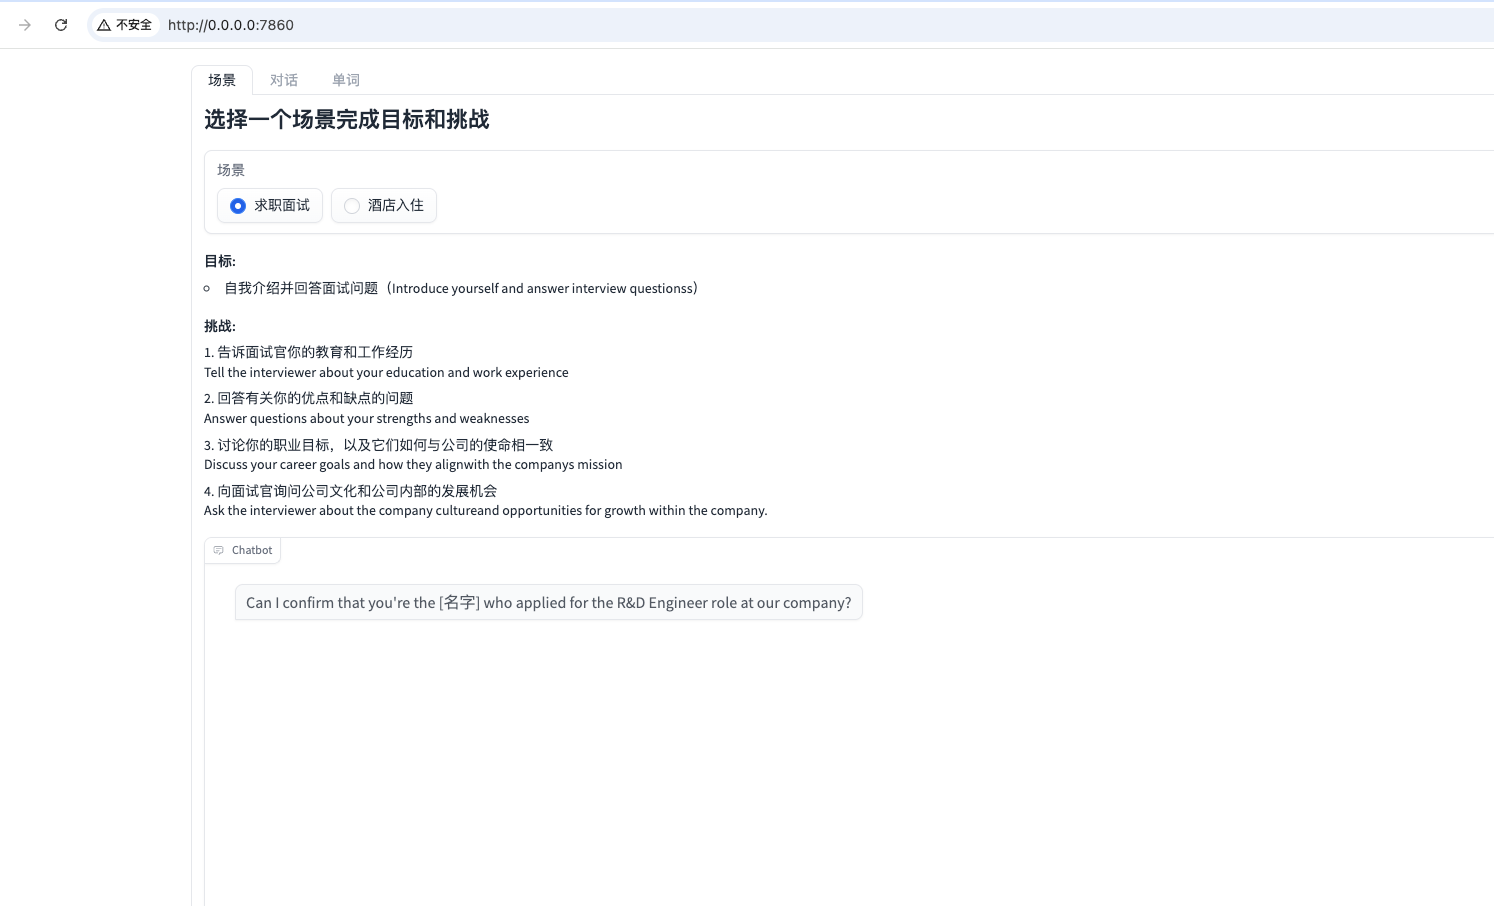 不安全 http://0.0.0.0:7860
场景 对话 单词
选择一个场景完成目标和挑战
场景
求职面试 酒店入住
目标:
自我介绍并回答面试问题（Introduce yourself and answer interview questionss）
挑战:
1. 告诉面试官你的教育和工作经历
Tell the interviewer about your education and work experience
2. 回答有关你的优点和缺点的问题
Answer questions about your strengths and weaknesses
3. 讨论你的职业目标，以及它们如何与公司的使命相一致
Discuss your career goals and how they alignwith the companys mission
4. 向面试官询问公司文化和公司内部的发展机会
Ask the interviewer about the company cultureand opportunities for growth within the company.
Chatbot
Can I confirm that you're the [名字] who applied for the R&D Engineer role at our company?